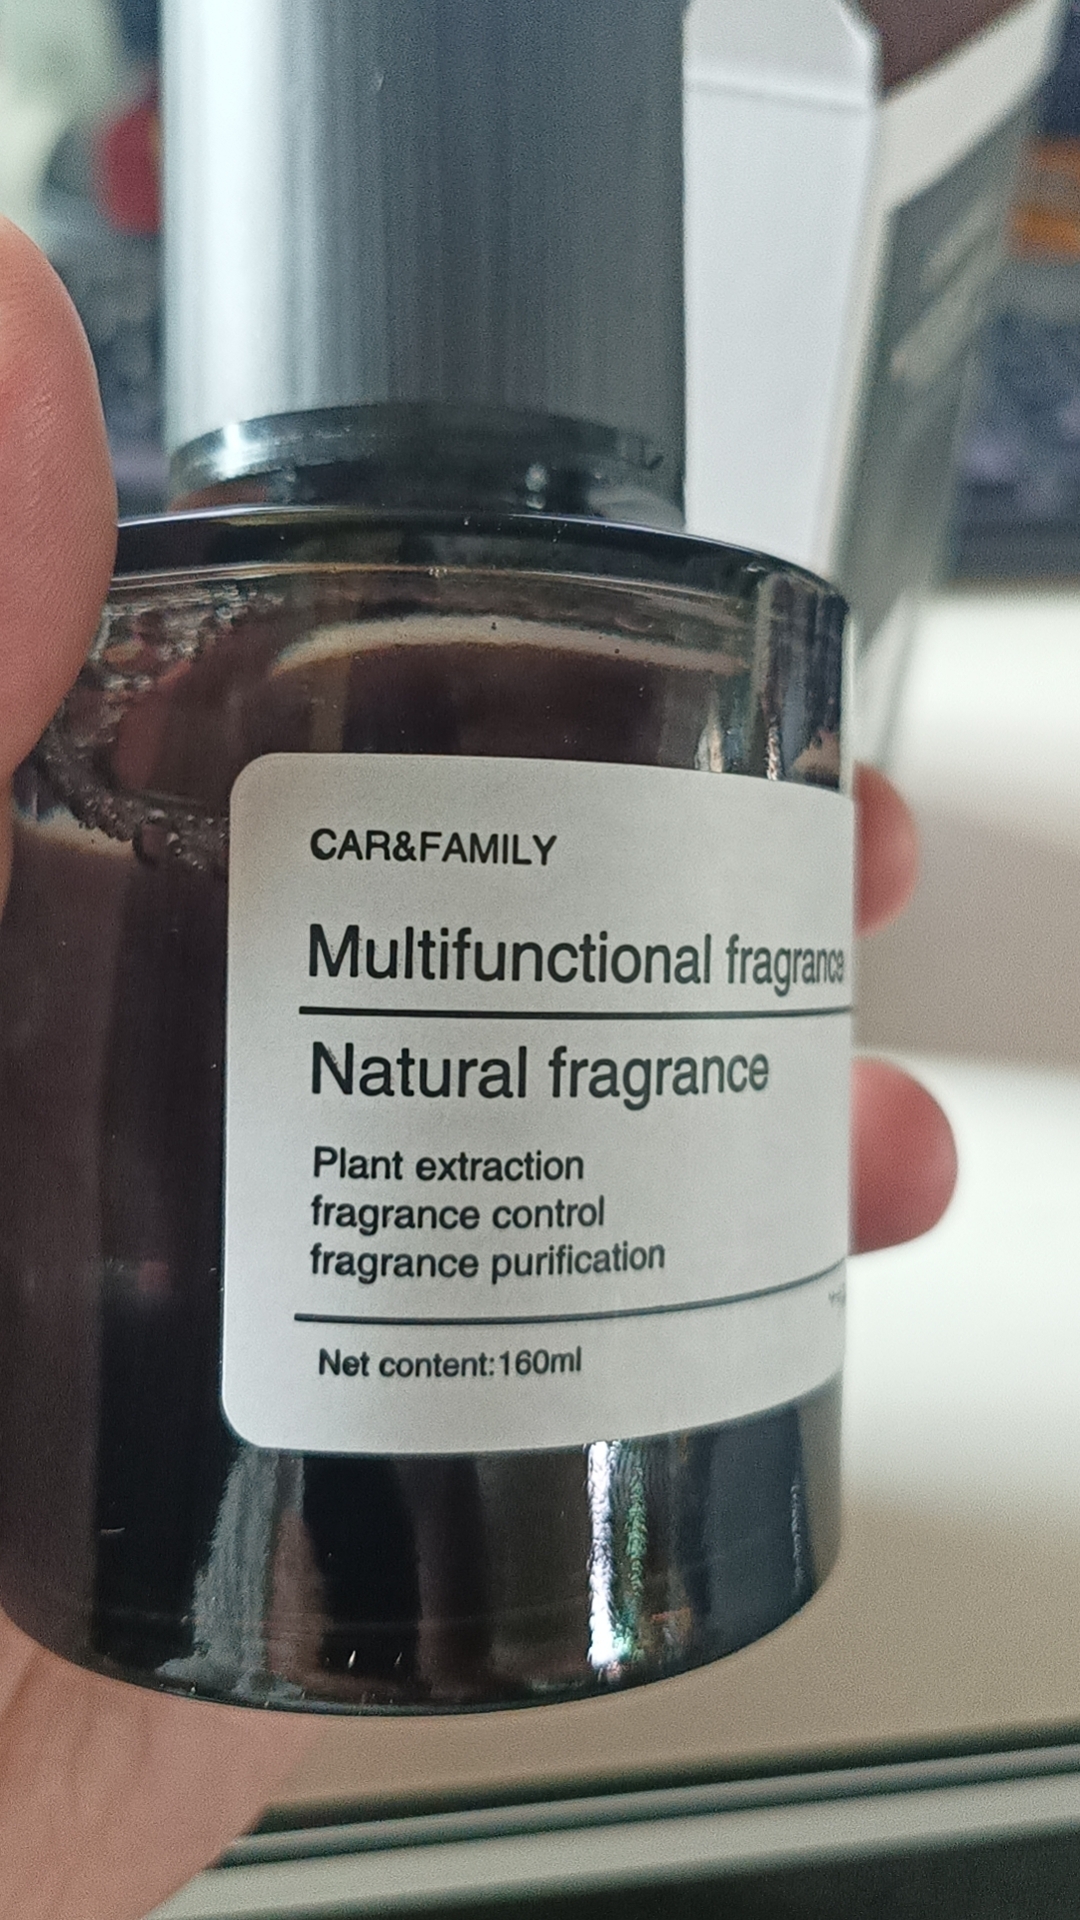 CAR&FAMILY
Multifunctional fragrance
Natural fragrance
Plant extraction
fragrance control
fragrance purification
Net content:160ml